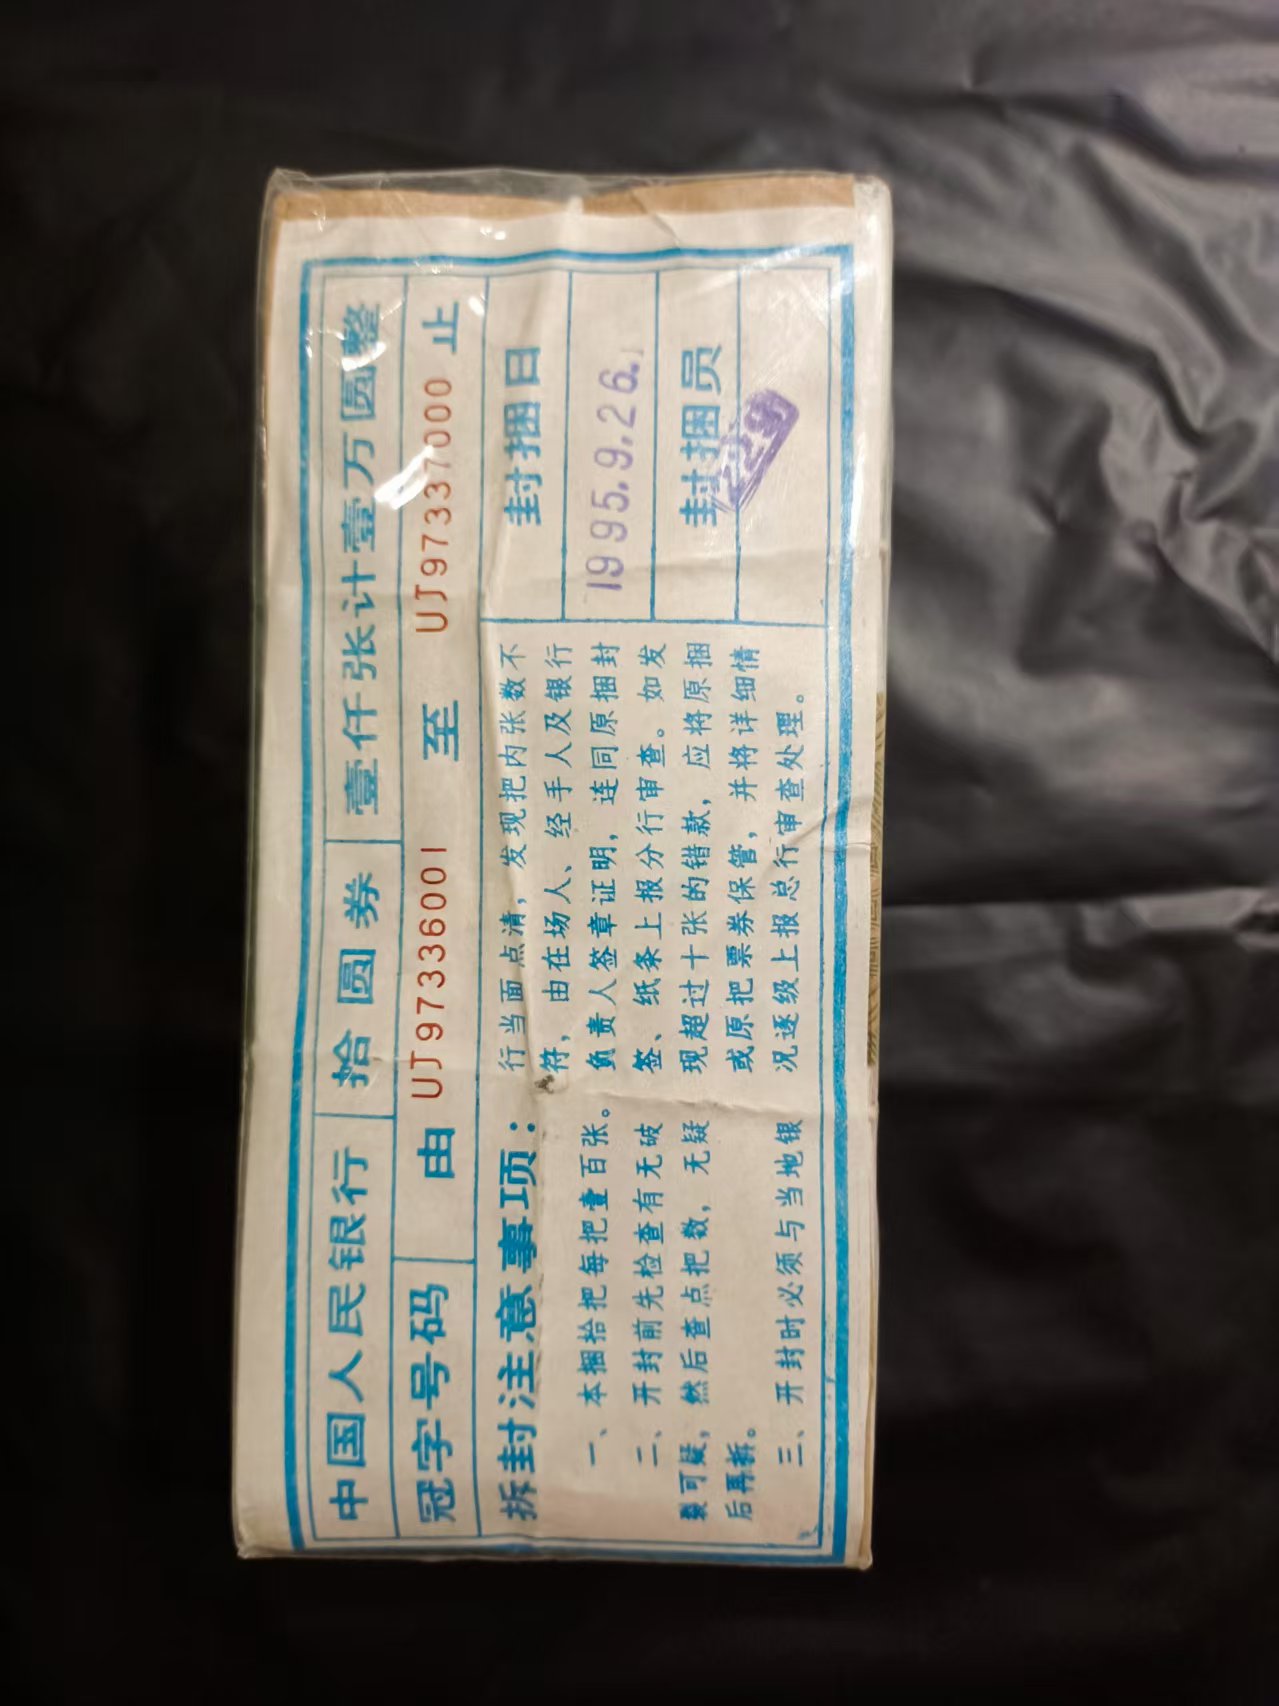 中国人民银行 拾圆券 壹仟张计壹万圆整
冠字号码 由 UJ97336001 至 UJ97337000 止
拆封注意事项：
一、本捆拾把每把壹百张。
二、开封前先检查有无破
裂可疑，然后查点把数，无疑
后再拆。
三、开封时必须与当地银
行当面点清，发现把内张数不
符，由在场人、经手人及银行
负责人签章证明，连同原捆封
签、纸条上报分行审查。如发
现超过十张的错款，应将原捆
或原把票券保管，并将详细情
况逐级上报总行审查处理。
封捆日
1995.9.26.
封捆员
229